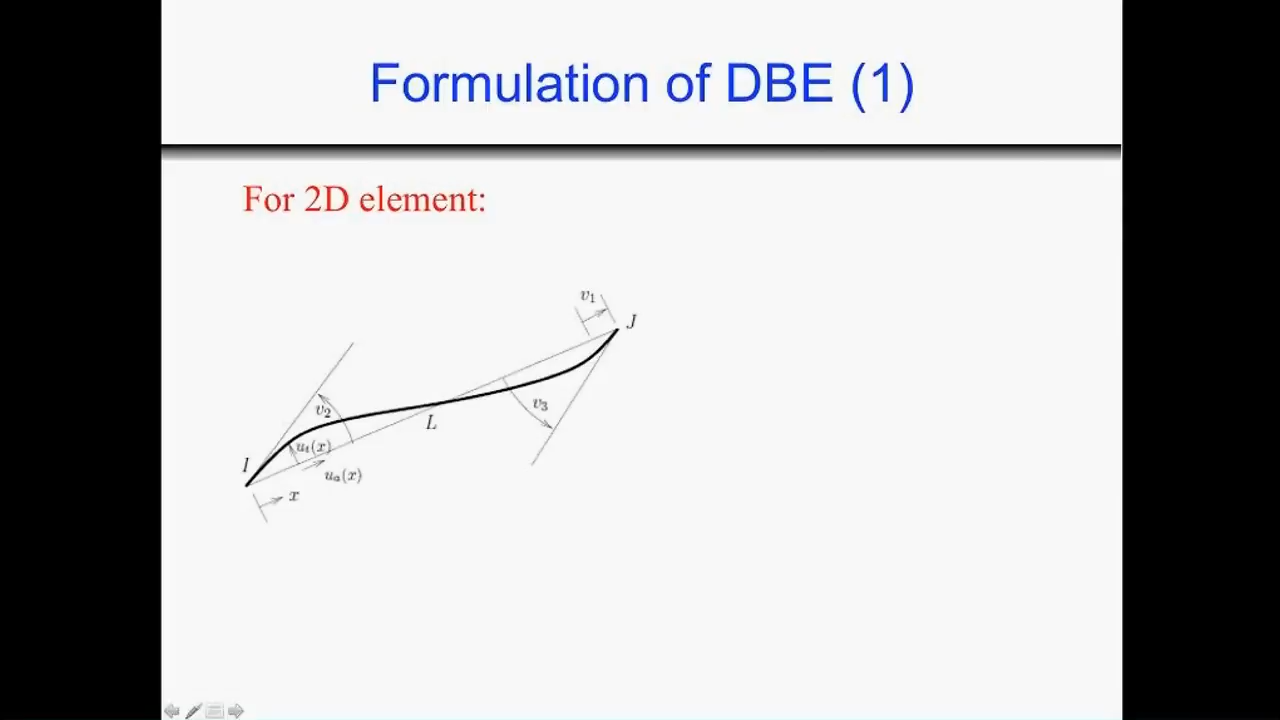 Formulation of DBE (1)
For 2D element:
v₁
J
v₂
v₃
L
uₜ(x)
I
uₐ(x)
x